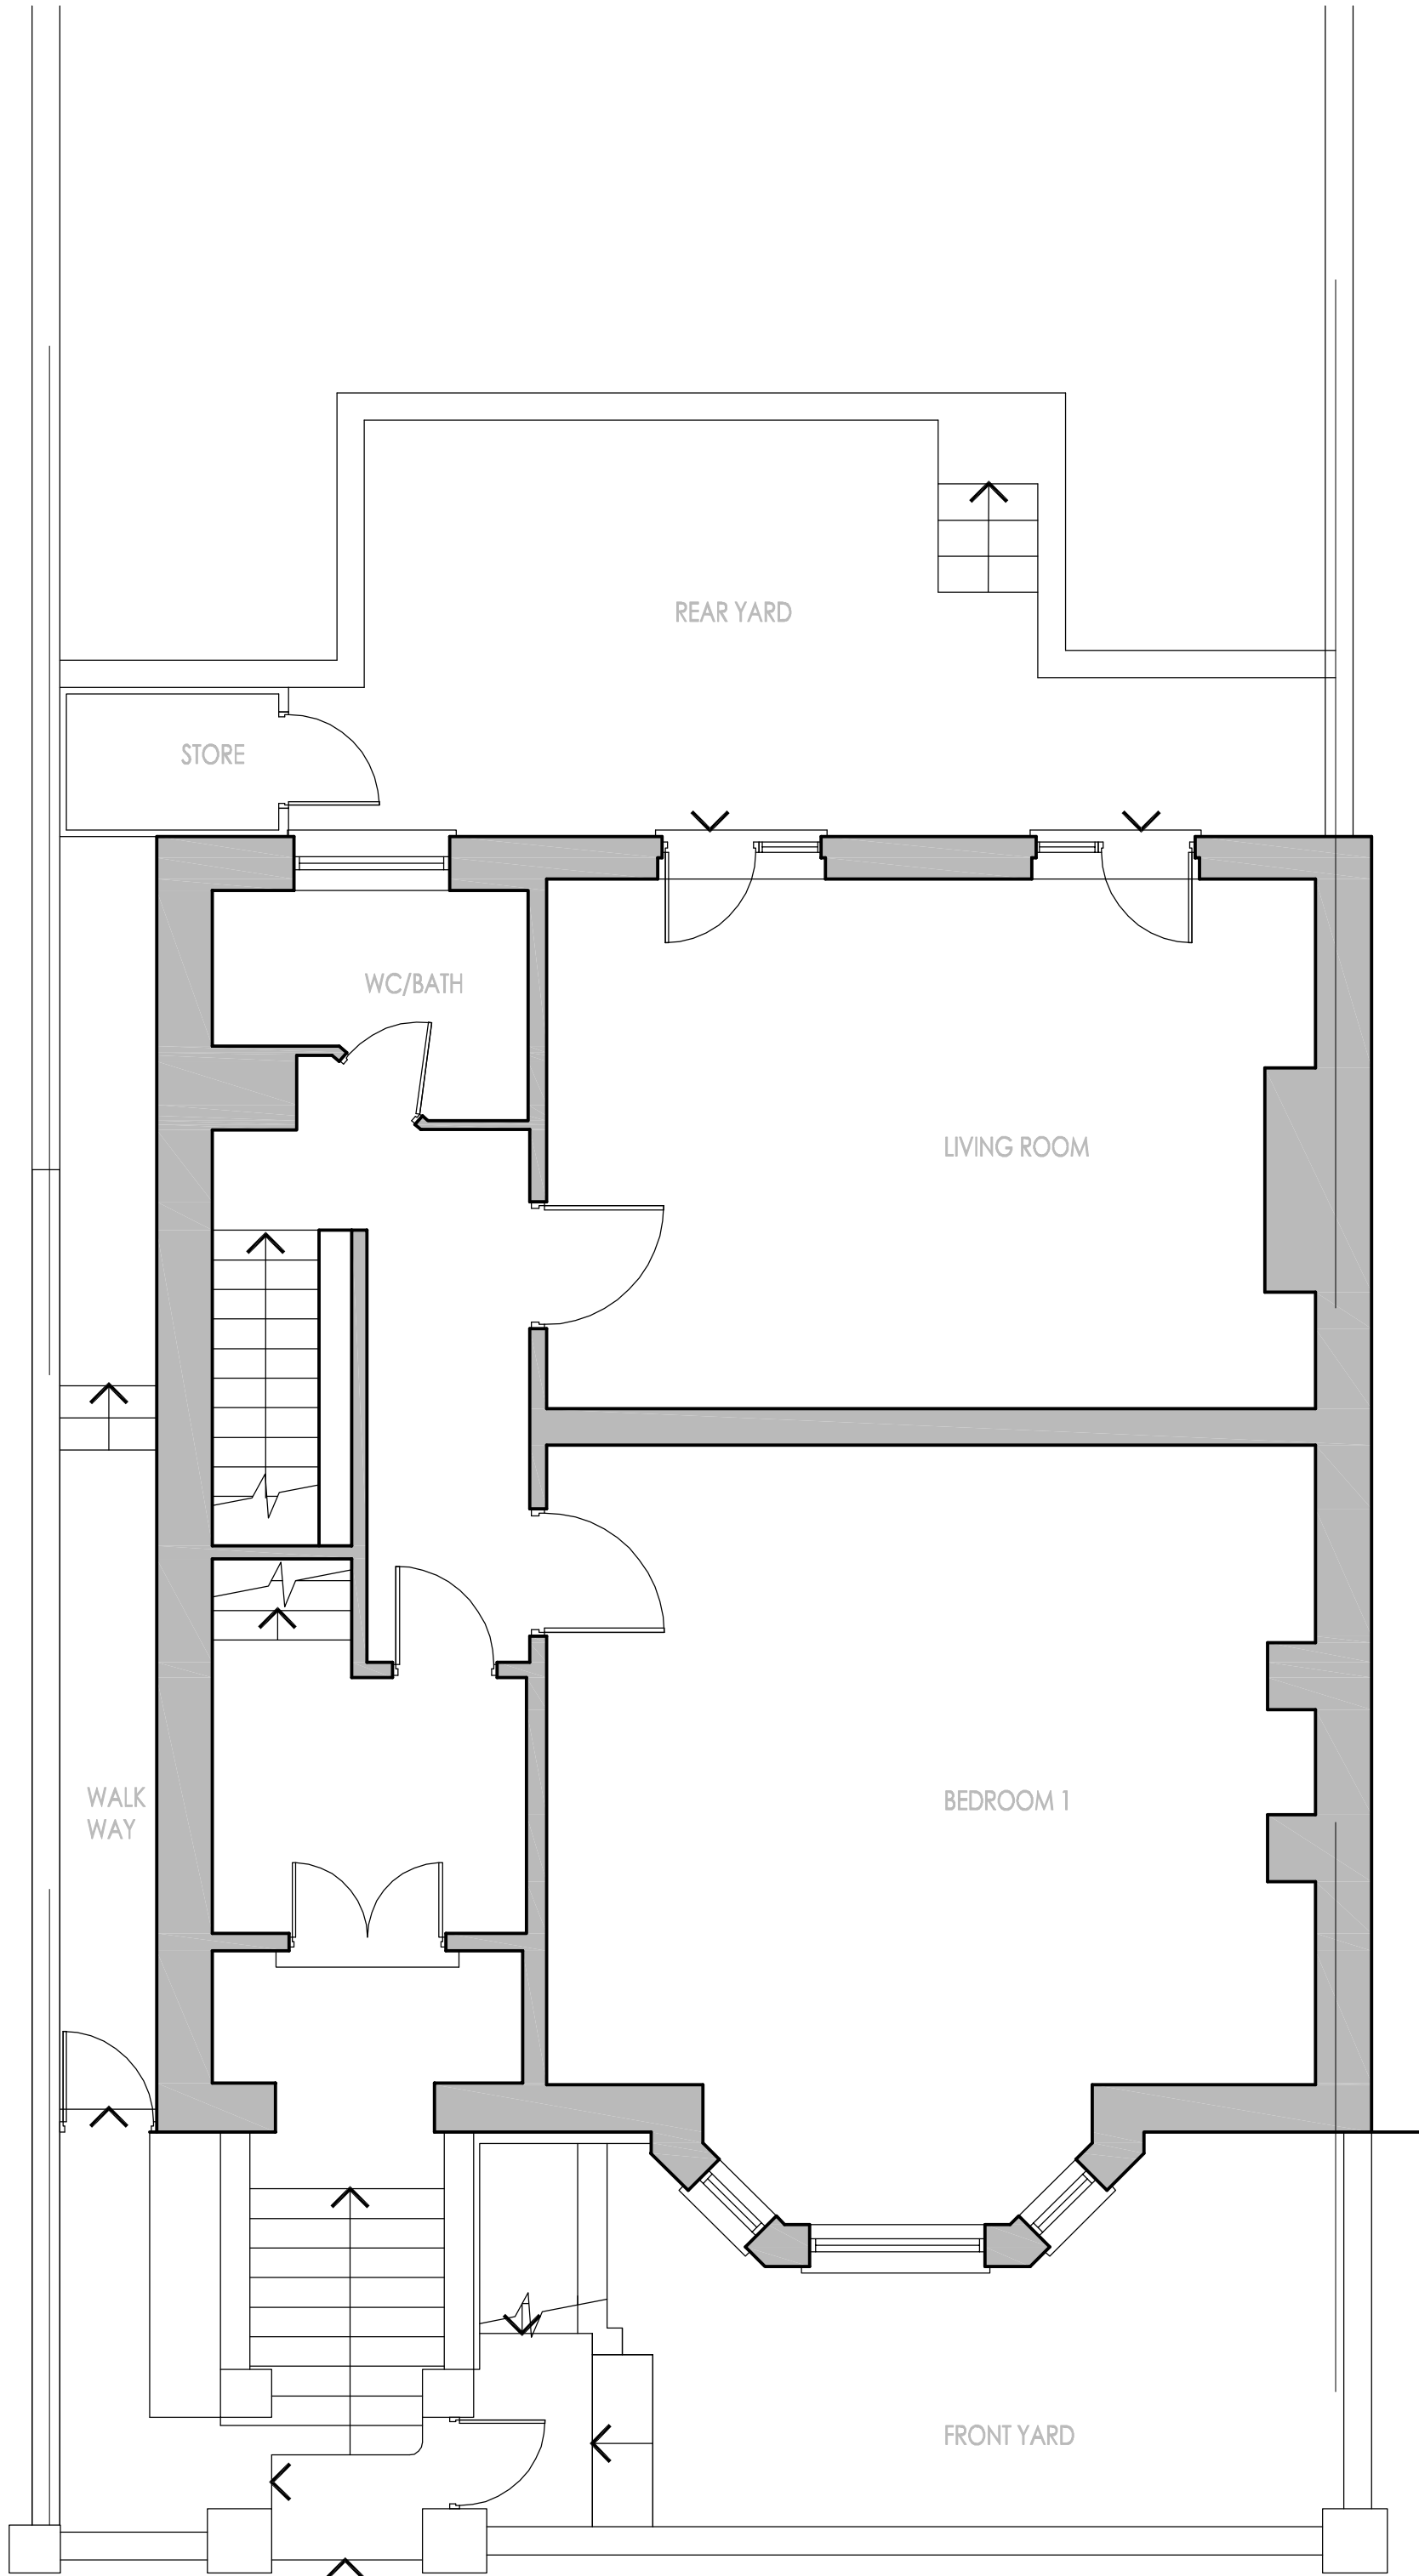 REAR YARD
STORE
WC/BATH
LIVING ROOM
WALK
WAY
BEDROOM 1
FRONT YARD